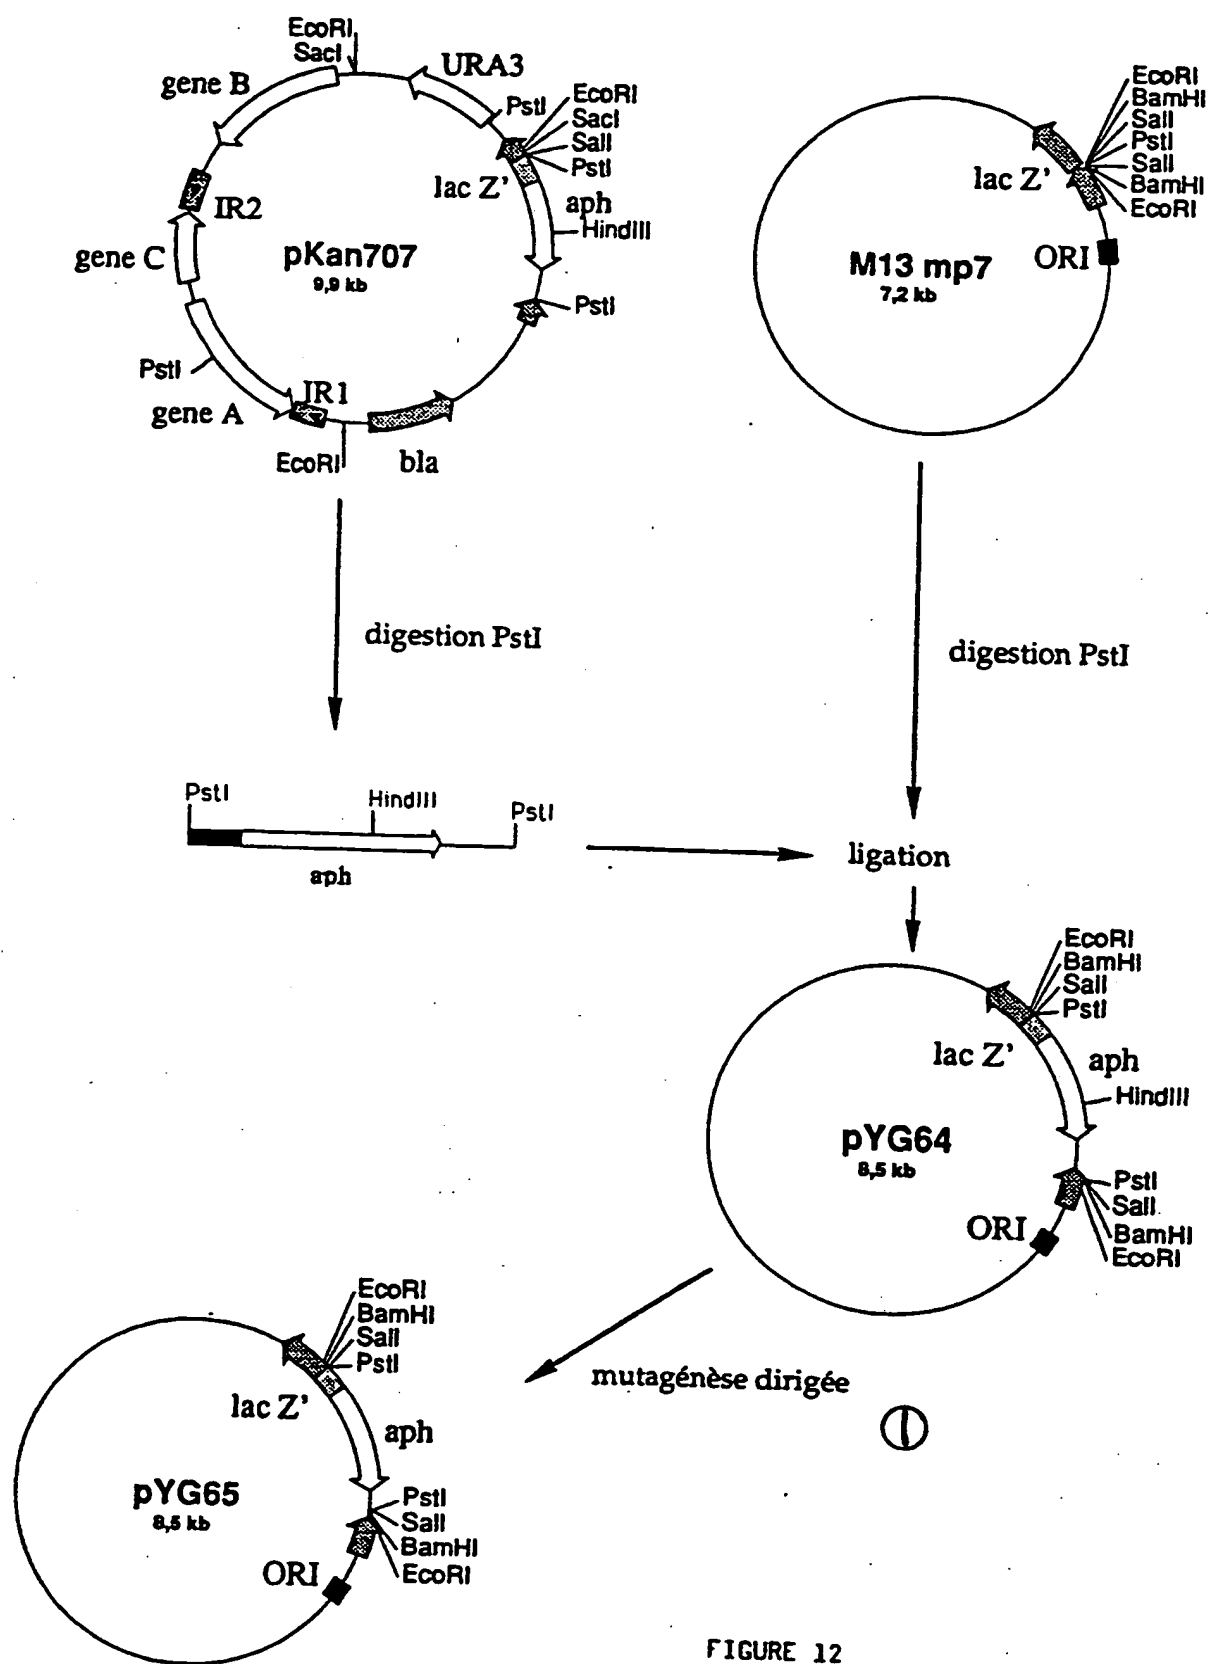 EcoRI
SacI
gene B
URA3
PstI
EcoRI
SacI
SalI
PstI
lac Z'
aph
HindIII
IR2
gene C
pKan707
9,9 kb
PstI
PstI
IR1
gene A
EcoRI
bla
EcoRI
BamHI
SalI
PstI
SalI
BamHI
EcoRI
lac Z'
ORI
M13 mp7
7,2 kb
digestion PstI
digestion PstI
PstI
HindIII
PstI
aph
ligation
EcoRI
BamHI
SalI
PstI
lac Z'
aph
HindIII
pYG64
8,5 kb
PstI
SalI
BamHI
EcoRI
ORI
mutagénèse dirigée
1
EcoRI
BamHI
SalI
PstI
lac Z'
aph
pYG65
8,5 kb
PstI
SalI
BamHI
EcoRI
ORI
FIGURE 12